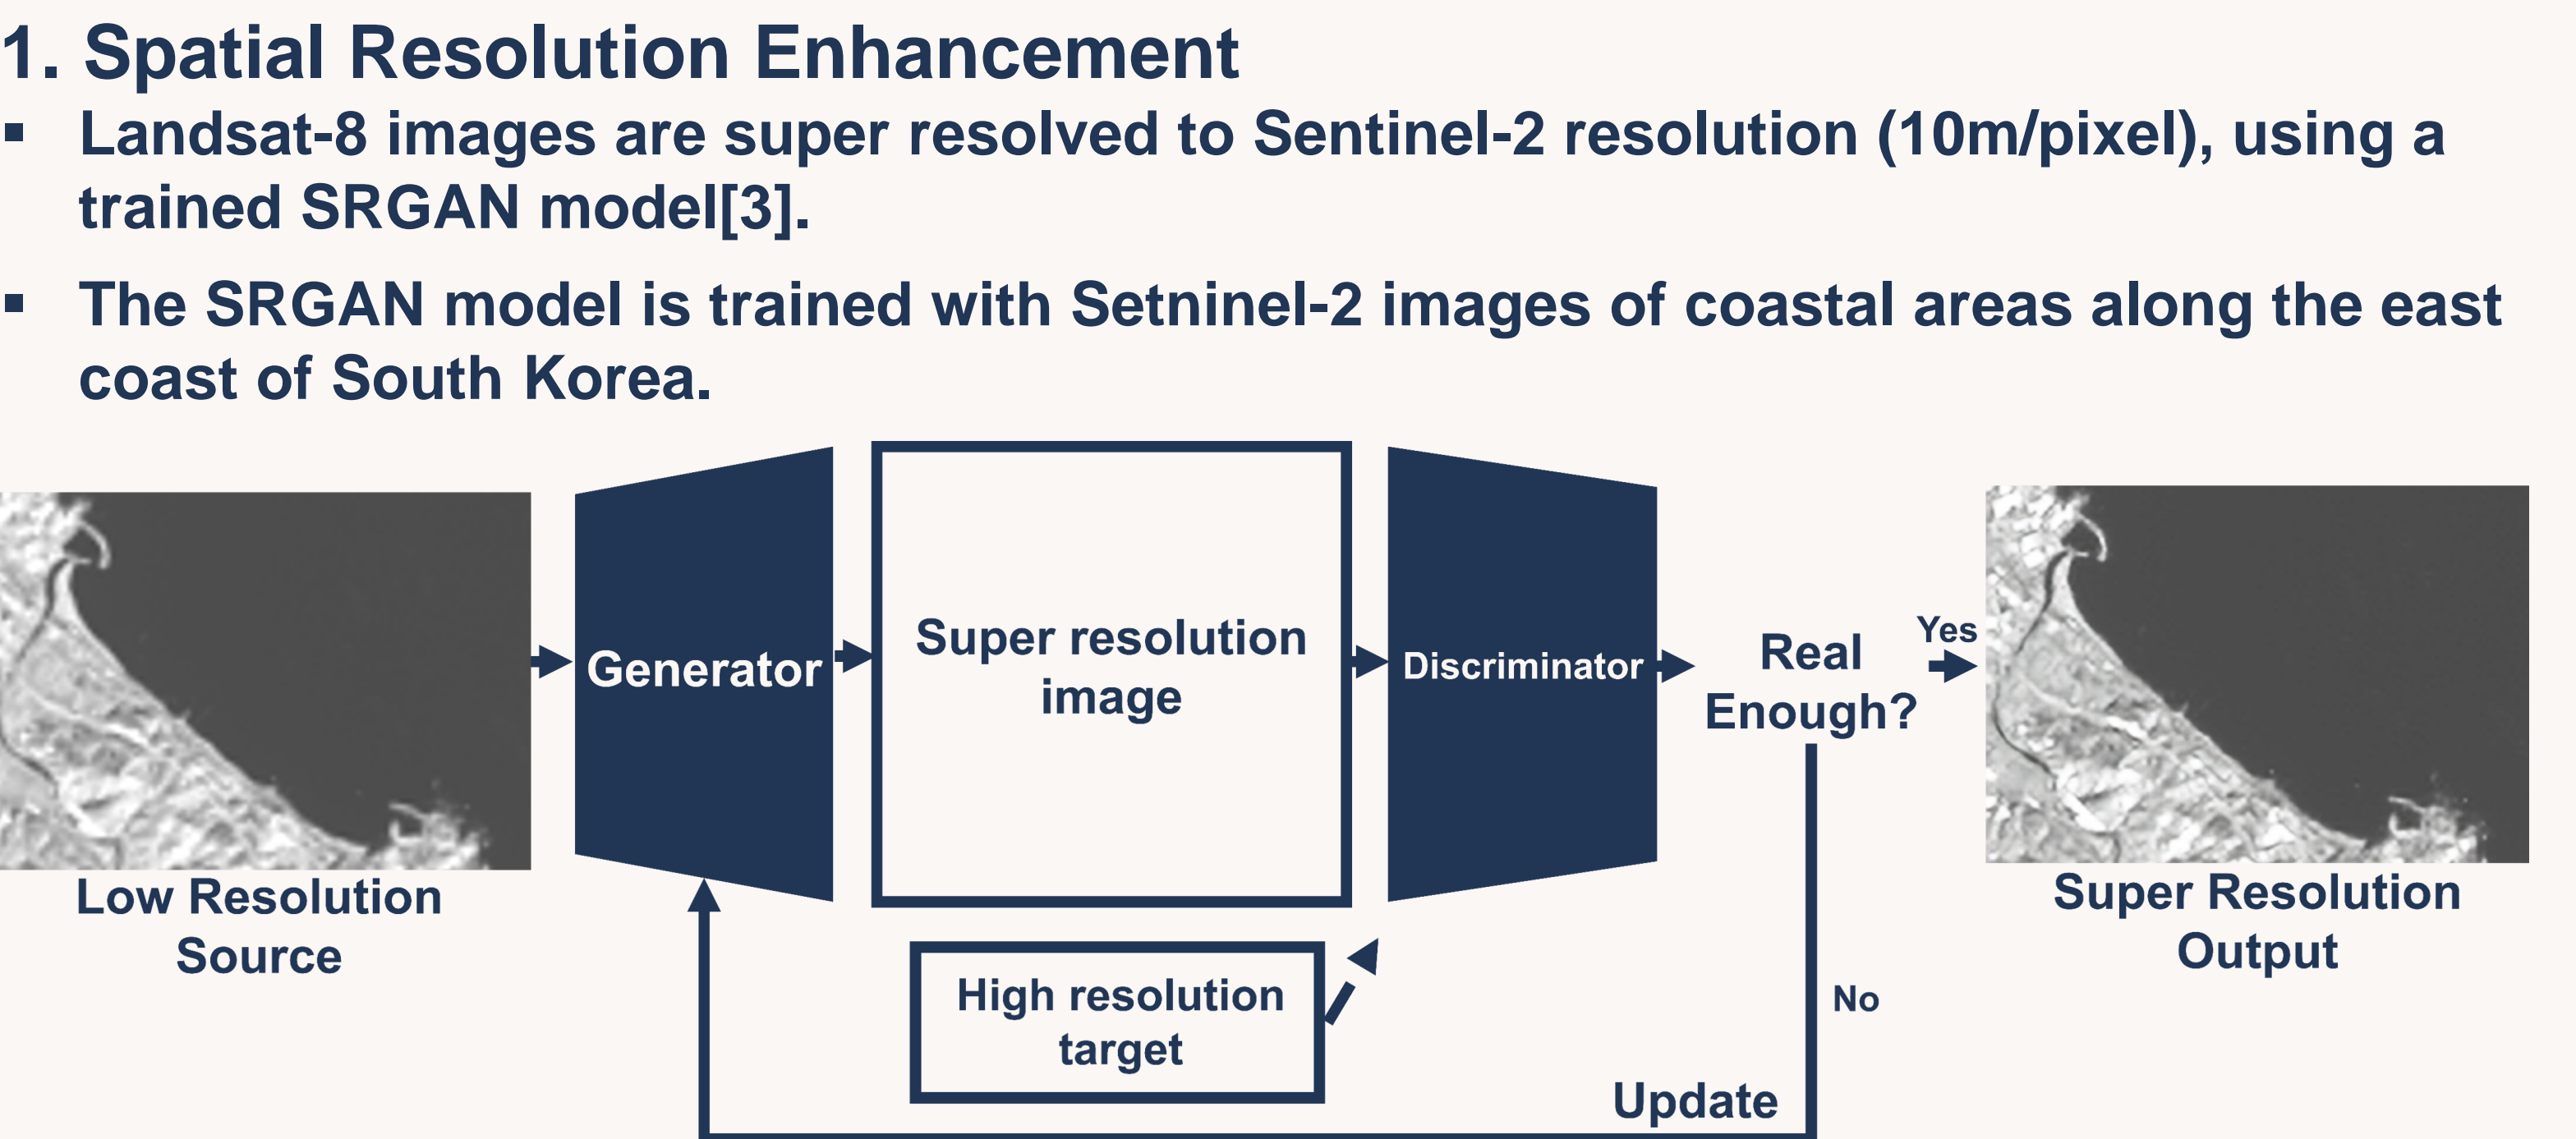 1. Spatial Resolution Enhancement
▪ Landsat-8 images are super resolved to Sentinel-2 resolution (10m/pixel), using a
trained SRGAN model[3].
▪ The SRGAN model is trained with Setninel-2 images of coastal areas along the east
coast of South Korea.
Low Resolution
Source
Generator
Super resolution
image
High resolution
target
Discriminator
Real
Enough?
Yes
No
Update
Super Resolution
Output